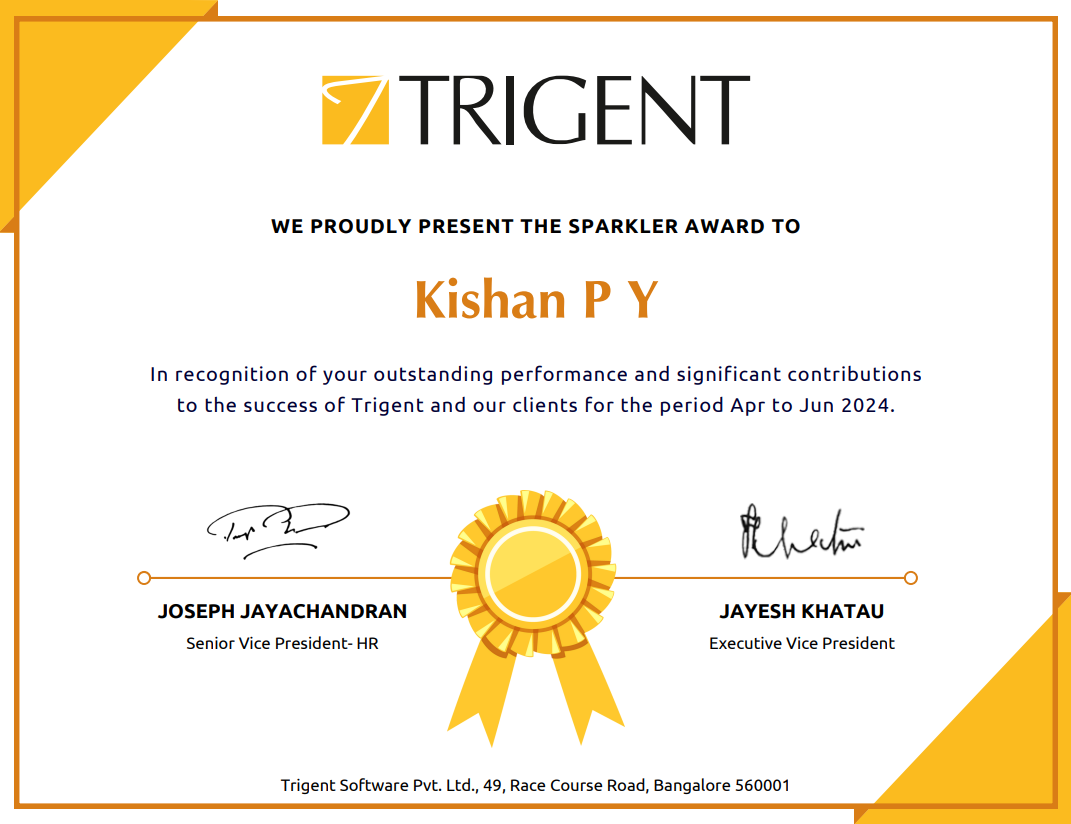 TRIGENT
WE PROUDLY PRESENT THE SPARKLER AWARD TO
Kishan P Y
In recognition of your outstanding performance and significant contributions
to the success of Trigent and our clients for the period Apr to Jun 2024.
JOSEPH JAYACHANDRAN
Senior Vice President- HR
JAYESH KHATAU
Executive Vice President
Trigent Software Pvt. Ltd., 49, Race Course Road, Bangalore 560001